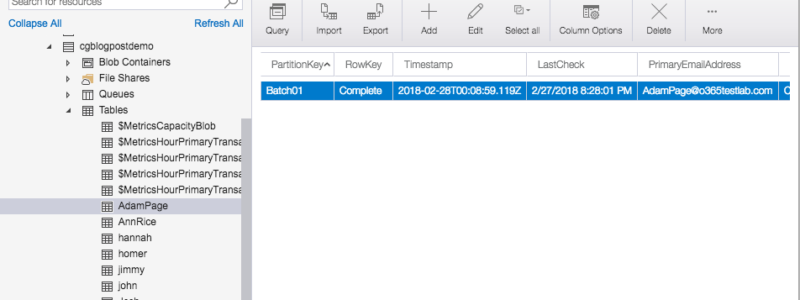 Search for resources
Collapse All Refresh All
cgblogpostdemo
Blob Containers
File Shares
Queues
Tables
$MetricsCapacityBlob
$MetricsHourPrimaryTransa
$MetricsHourPrimaryTransa
$MetricsHourPrimaryTransa
$MetricsHourPrimaryTransa
AdamPage
AnnRice
hannah
homer
jimmy
john
Query Import Export Add Edit Select all Column Options Delete More
PartitionKey RowKey Timestamp LastCheck PrimaryEmailAddress
Batch01 Complete 2018-02-28T00:08:59.119Z 2/27/2018 8:28:01 PM AdamPage@o365testlab.com